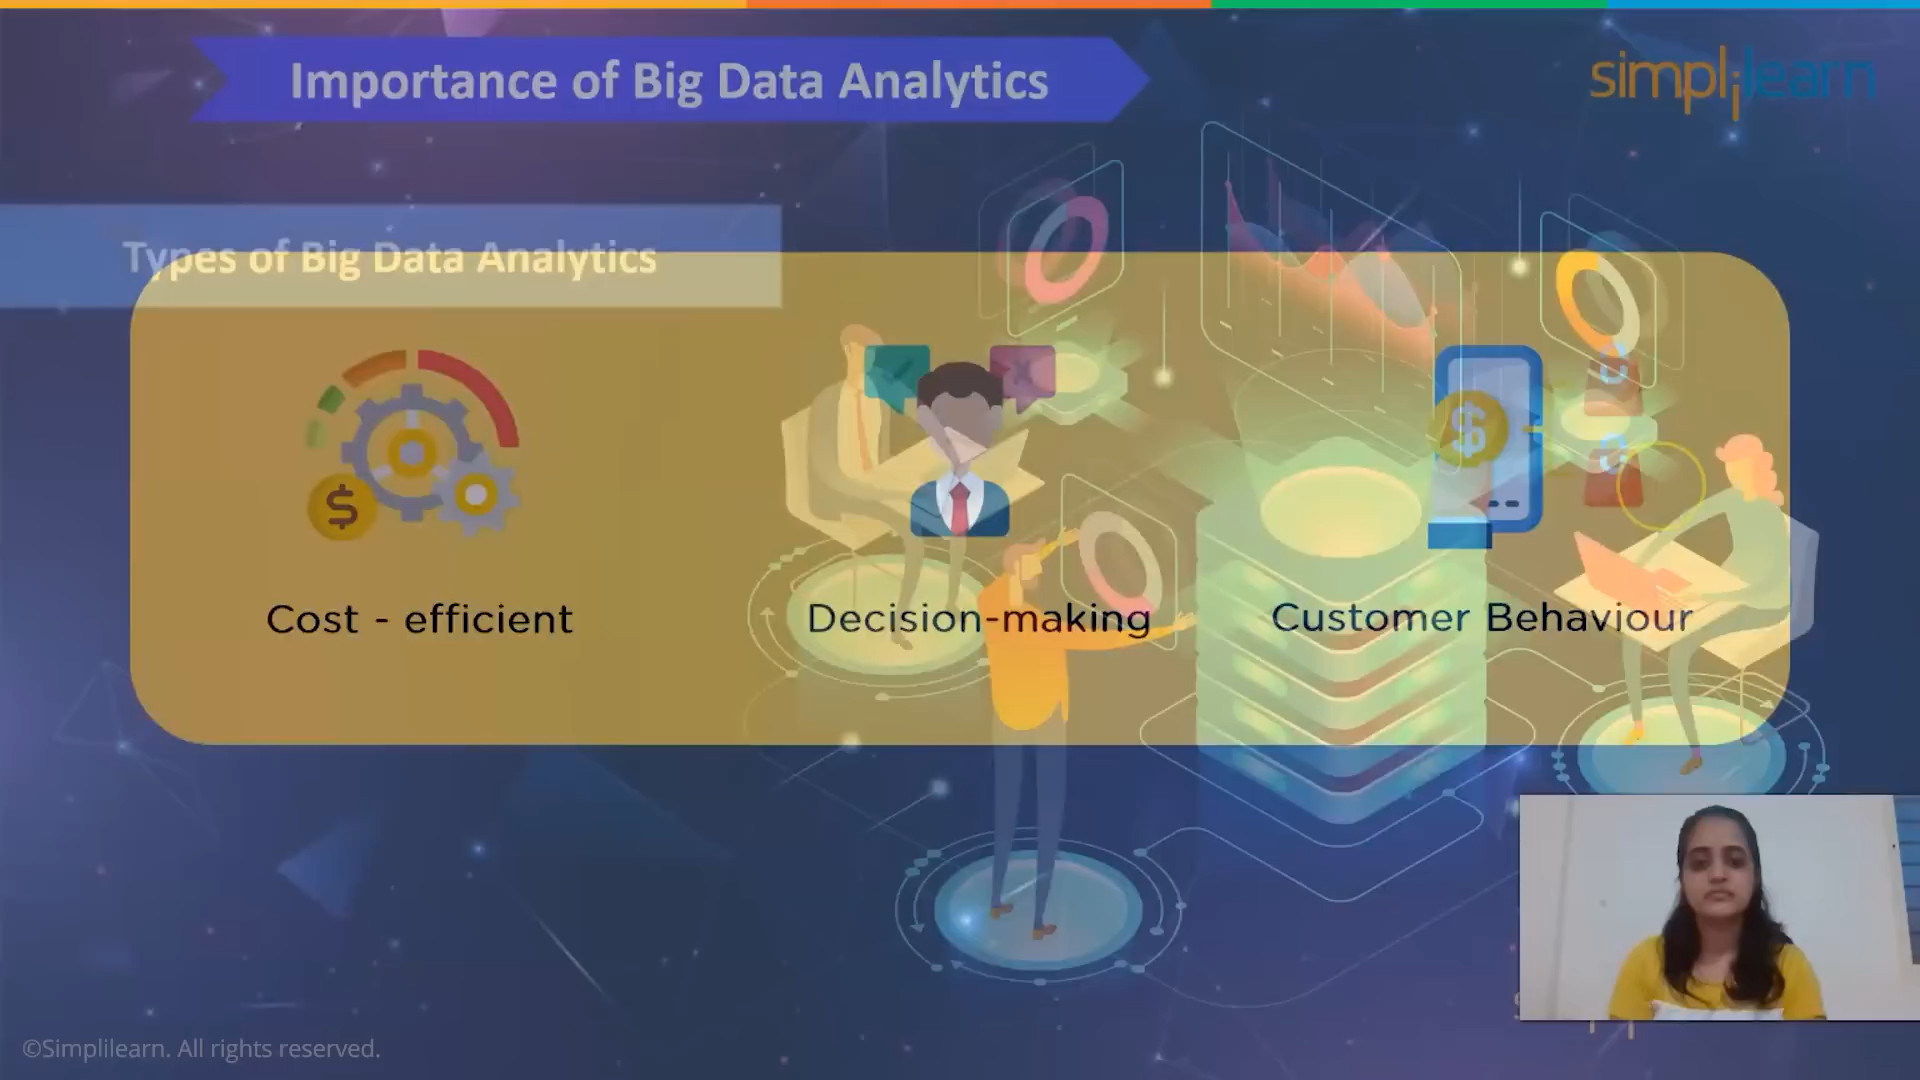 Importance of Big Data Analytics
simplilearn
Types of Big Data Analytics
$
$
Cost - efficient
Decision-making
Customer Behaviour
©Simplilearn. All rights reserved.